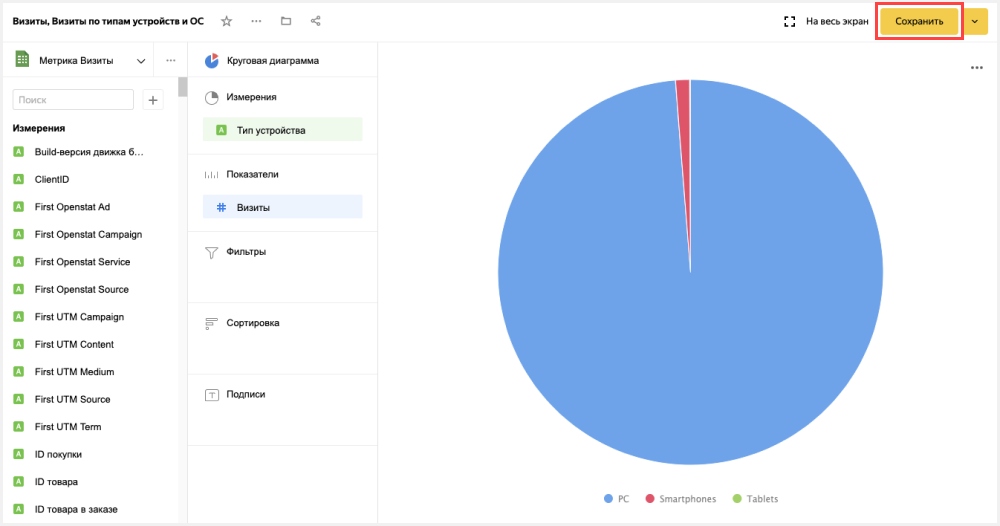 Визиты, Визиты по типам устройств и ОС
На весь экран
Сохранить
Метрика Визиты
Поиск
Измерения
Build-версия движка б...
ClientID
First Openstat Ad
First Openstat Campaign
First Openstat Service
First Openstat Source
First UTM Campaign
First UTM Content
First UTM Medium
First UTM Source
First UTM Term
ID покупки
ID товара
ID товара в заказе
Круговая диаграмма
Измерения
Тип устройства
Показатели
Визиты
Фильтры
Сортировка
Подписи
PC Smartphones Tablets